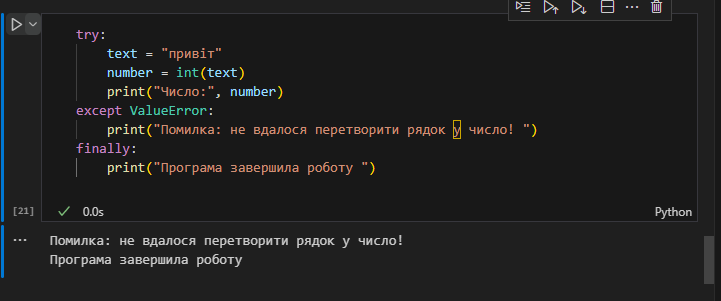 try:
    text = "привіт"
    number = int(text)
    print("Число:", number)
except ValueError:
    print("Помилка: не вдалося перетворити рядок у число! ")
finally:
    print("Програма завершила роботу ")
[21] 0.0s Python
Помилка: не вдалося перетворити рядок у число!
Програма завершила роботу